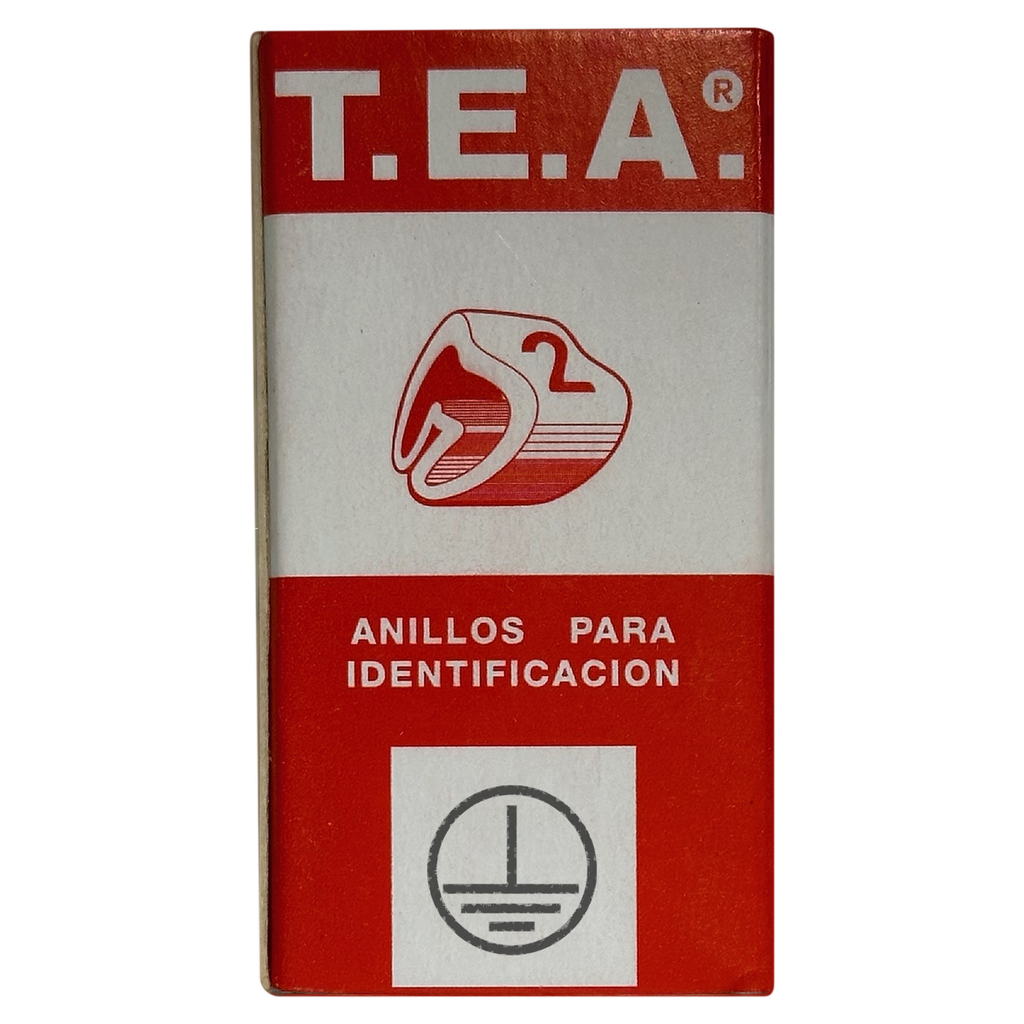 T.E.A.®
2
ANILLOS PARA
IDENTIFICACION